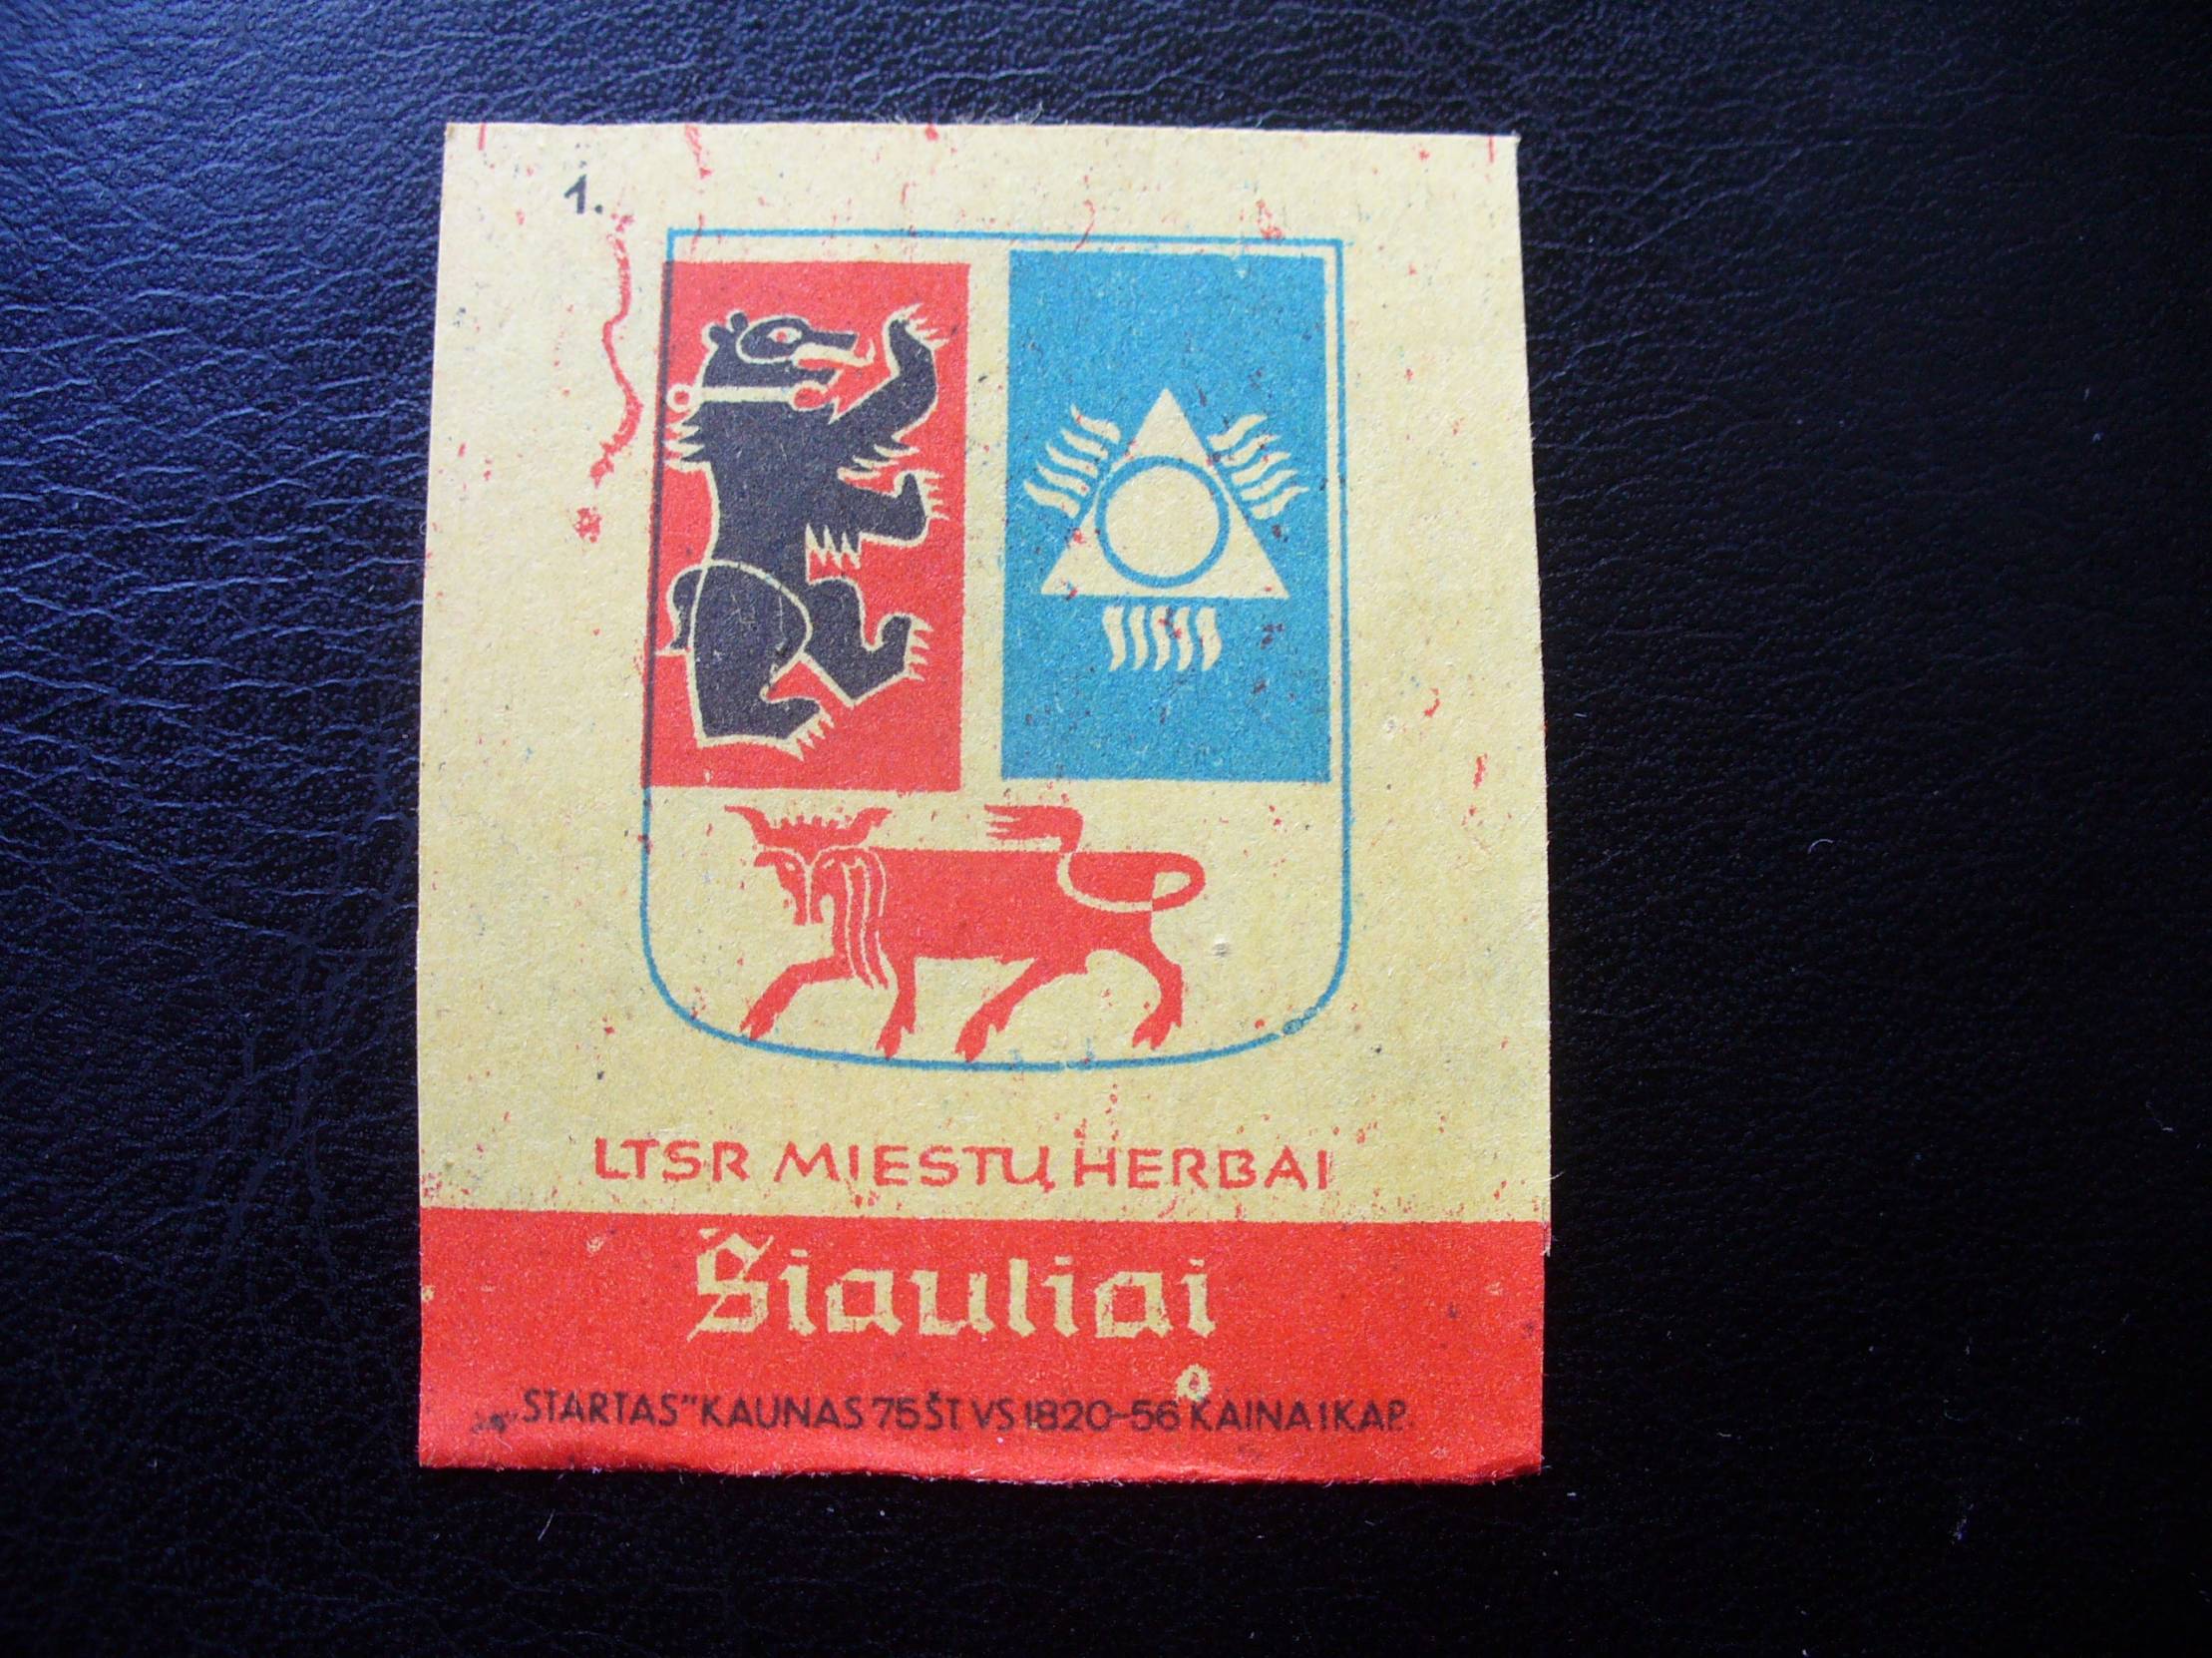 1.
LTSR MIESTŲ HERBAI
Šiauliai
„STARTAS" KAUNAS 75 ŠT VS 1820-56 KAINA 1 KAP.